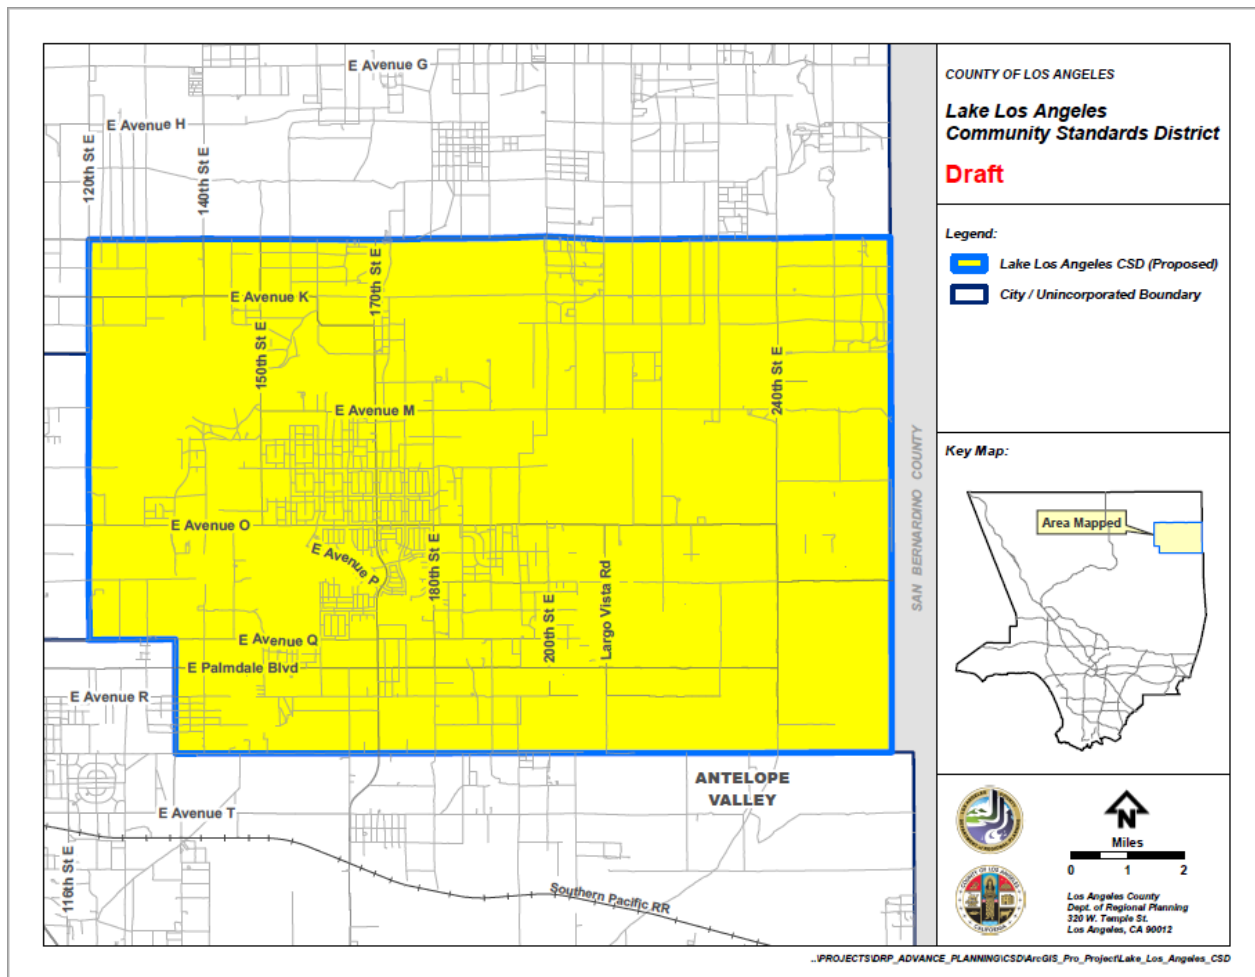 E Avenue G
E Avenue H
120th St E
140th St E
170th St E
E Avenue K
150th St E
240th St E
E Avenue M
SAN BERNARDINO COUNTY
E Avenue O
E Avenue P
180th St E
200th St E
Largo Vista Rd
E Avenue Q
E Palmdale Blvd
E Avenue R
ANTELOPE
VALLEY
E Avenue T
116th St E
Southern Pacific RR
COUNTY OF LOS ANGELES
Lake Los Angeles
Community Standards District
Draft
Legend:
Lake Los Angeles CSD (Proposed)
City / Unincorporated Boundary
Key Map:
Area Mapped
N
Miles
0 1 2
Los Angeles County
Dept. of Regional Planning
320 W. Temple St.
Los Angeles, CA 90012
..\PROJECTS\DRP_ADVANCE_PLANNING\CSD\ArcGIS_Pro_Project\Lake_Los_Angeles_CSD